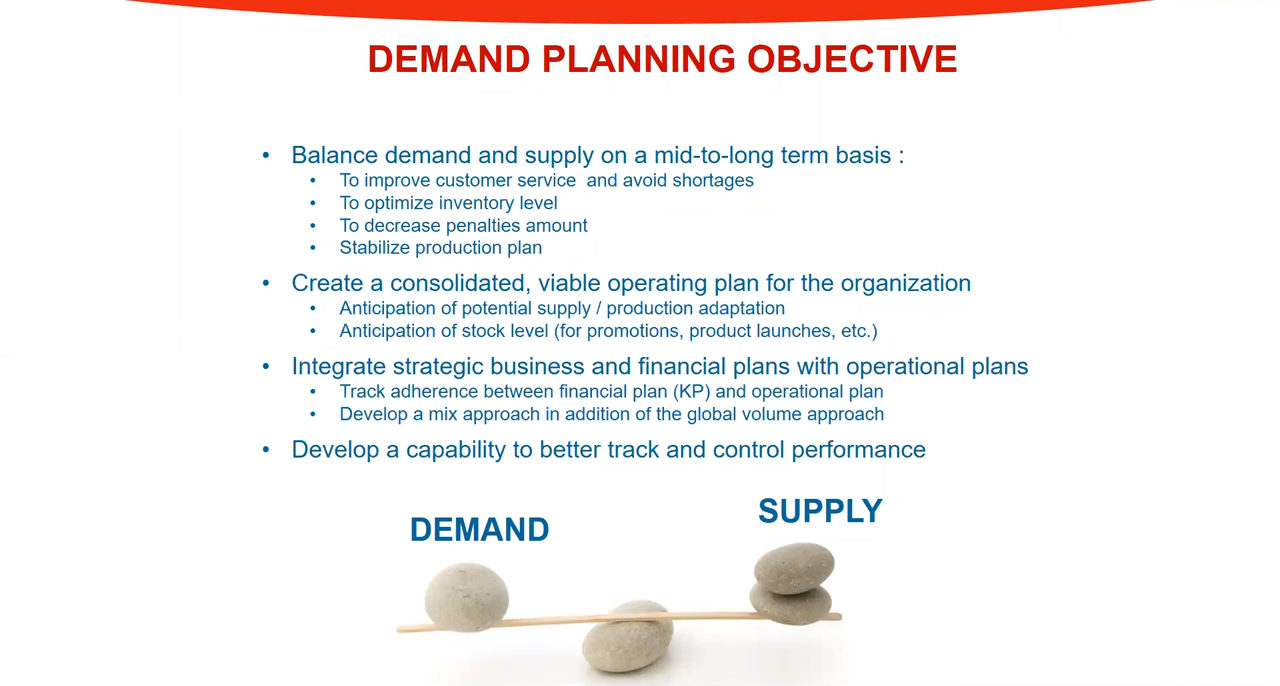 DEMAND PLANNING OBJECTIVE
• Balance demand and supply on a mid-to-long term basis :
• To improve customer service  and avoid shortages
• To optimize inventory level
• To decrease penalties amount
• Stabilize production plan
• Create a consolidated, viable operating plan for the organization
• Anticipation of potential supply / production adaptation
• Anticipation of stock level (for promotions, product launches, etc.)
• Integrate strategic business and financial plans with operational plans
• Track adherence between financial plan (KP) and operational plan
• Develop a mix approach in addition of the global volume approach
• Develop a capability to better track and control performance
DEMAND
SUPPLY